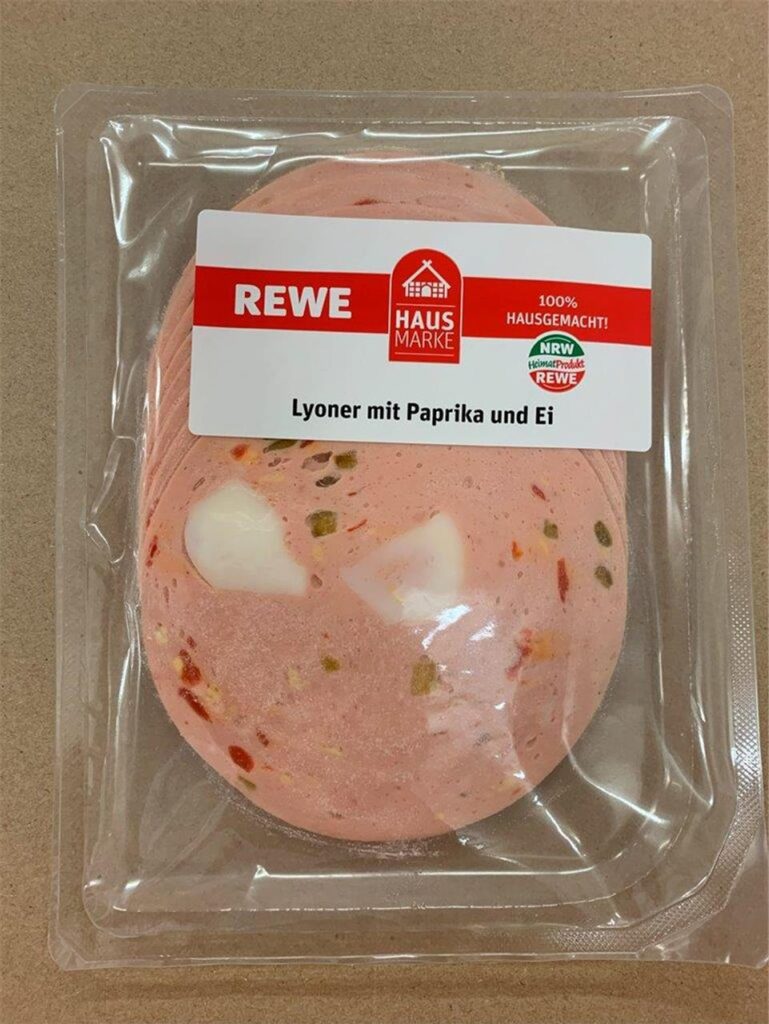 REWE
HAUS
MARKE
100%
HAUSGEMACHT!
NRW
HeimatProdukt
REWE
Lyoner mit Paprika und Ei